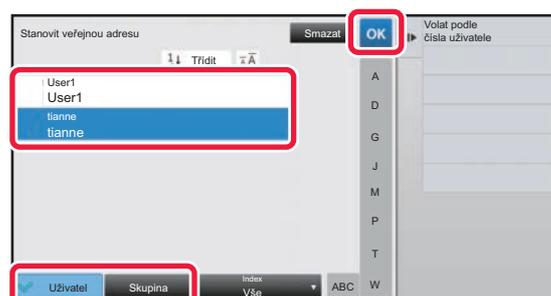 Stanovit veřejnou adresu
Smazat
OK
Volat podle
čísla uživatele
Třídit
User1
User1
tianne
tianne
A
D
G
J
M
P
T
W
Uživatel
Skupina
Index
Vše
ABC